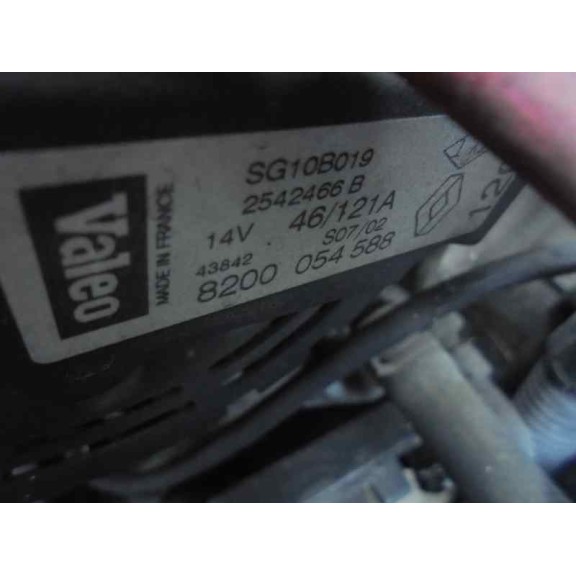 Valeo
MADE IN FRANCE
SG10B019
2542466 B
14V 46/121A
43842 S07/02
8200 054 588